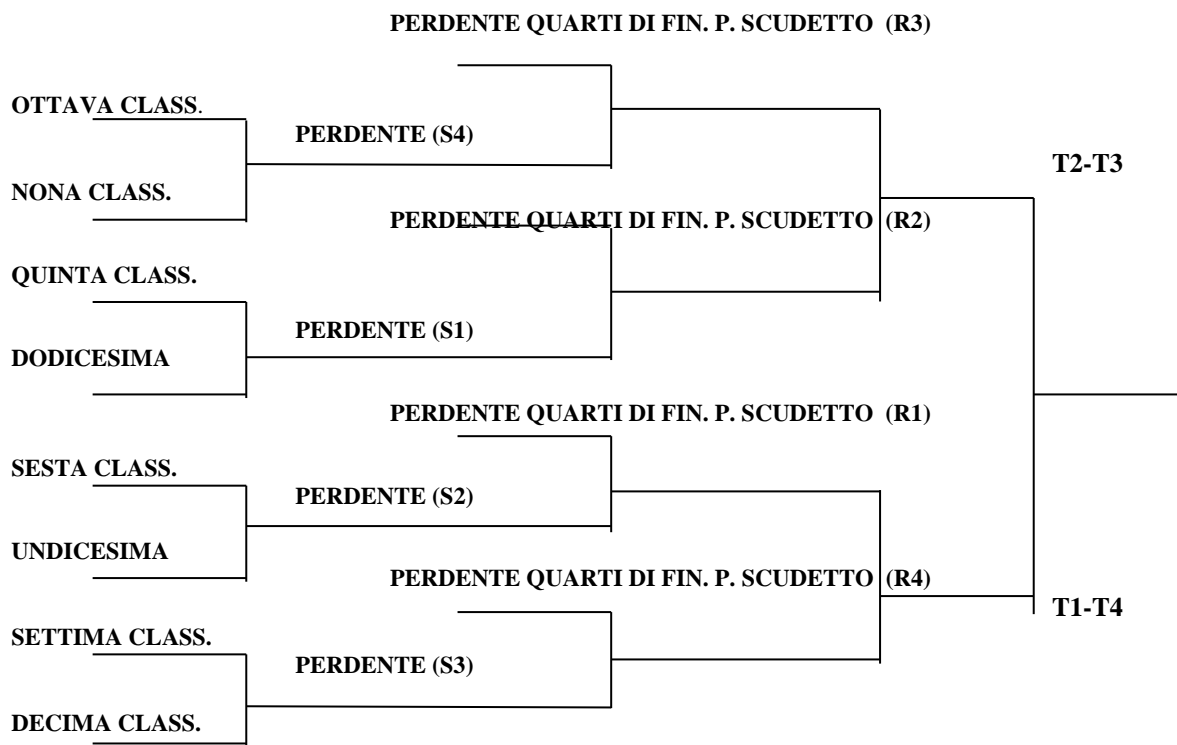 PERDENTE QUARTI DI FIN. P. SCUDETTO (R3)
OTTAVA CLASS.
PERDENTE (S4)
T2-T3
NONA CLASS.
PERDENTE QUARTI DI FIN. P. SCUDETTO (R2)
QUINTA CLASS.
PERDENTE (S1)
DODICESIMA
PERDENTE QUARTI DI FIN. P. SCUDETTO (R1)
SESTA CLASS.
PERDENTE (S2)
UNDICESIMA
PERDENTE QUARTI DI FIN. P. SCUDETTO (R4)
T1-T4
SETTIMA CLASS.
PERDENTE (S3)
DECIMA CLASS.